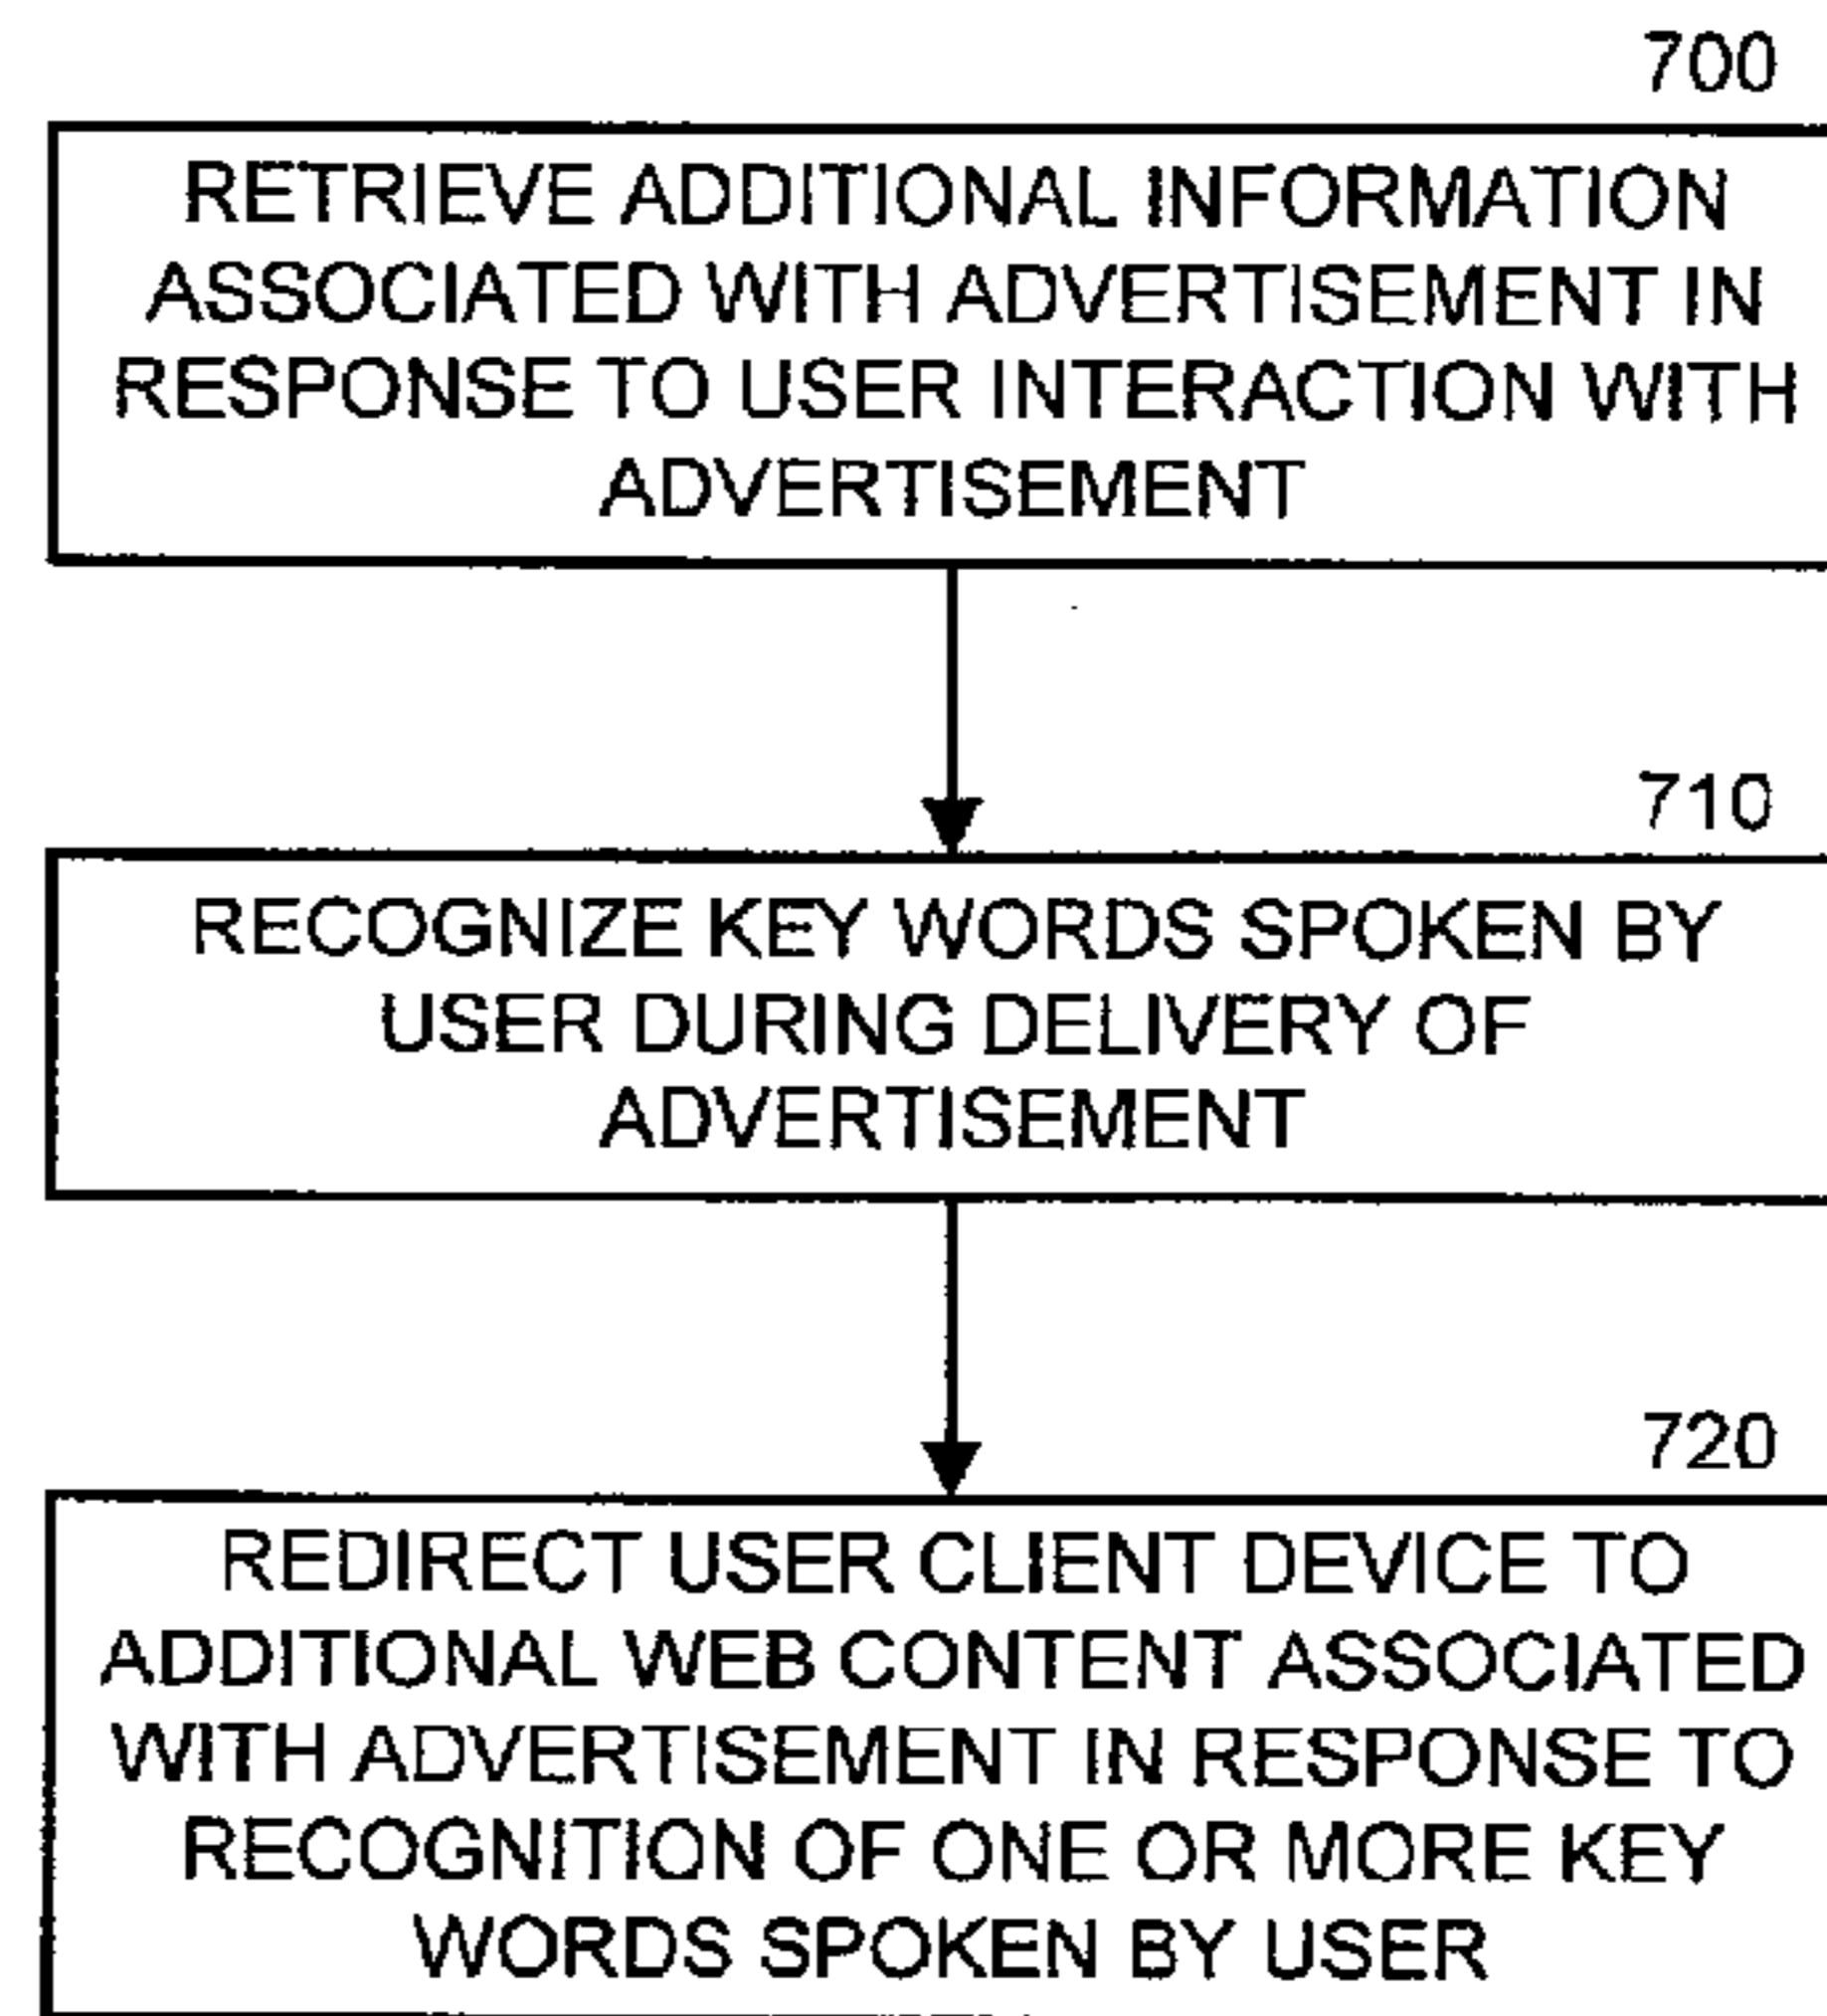 700
RETRIEVE ADDITIONAL INFORMATION
ASSOCIATED WITH ADVERTISEMENT IN
RESPONSE TO USER INTERACTION WITH
ADVERTISEMENT
710
RECOGNIZE KEY WORDS SPOKEN BY
USER DURING DELIVERY OF
ADVERTISEMENT
720
REDIRECT USER CLIENT DEVICE TO
ADDITIONAL WEB CONTENT ASSOCIATED
WITH ADVERTISEMENT IN RESPONSE TO
RECOGNITION OF ONE OR MORE KEY
WORDS SPOKEN BY USER